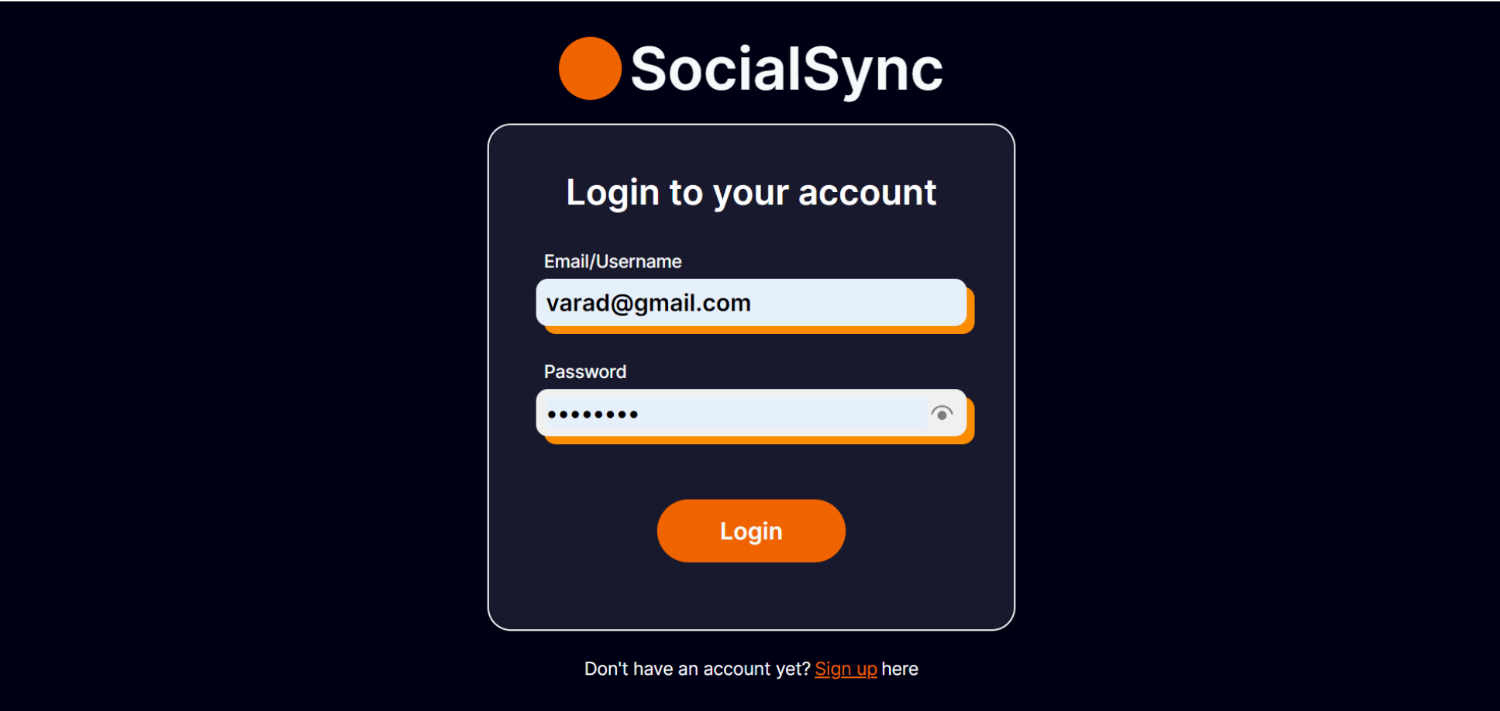 SocialSync
Login to your account
Email/Username
varad@gmail.com
Password
••••••••
Login
Don't have an account yet? Sign up here